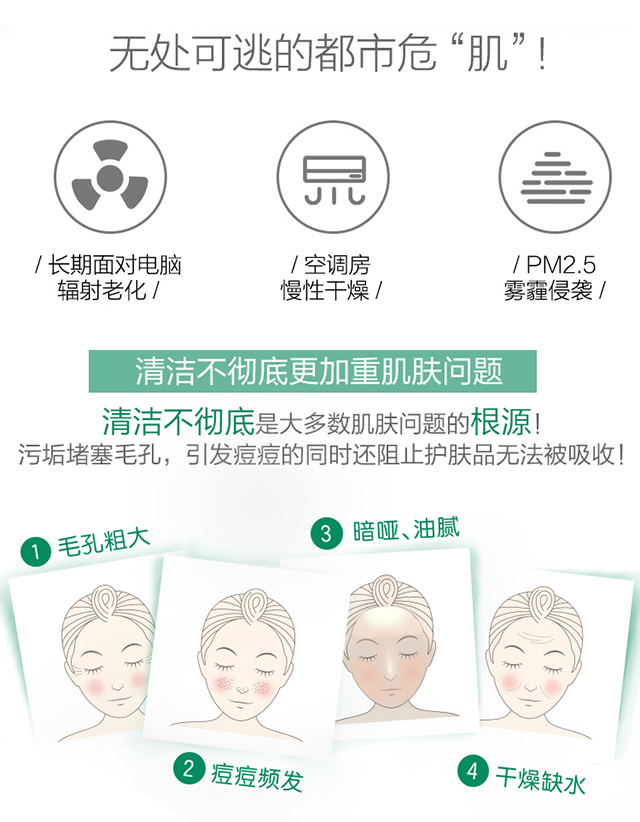 无处可逃的都市危“肌”！
/ 长期面对电脑
辐射老化 /
/ 空调房
慢性干燥 /
/ PM2.5
雾霾侵袭 /
清洁不彻底更加重肌肤问题
清洁不彻底是大多数肌肤问题的根源！
污垢堵塞毛孔，引发痘痘的同时还阻止护肤品无法被吸收！
1 毛孔粗大
3 暗哑、油腻
2 痘痘频发
4 干燥缺水